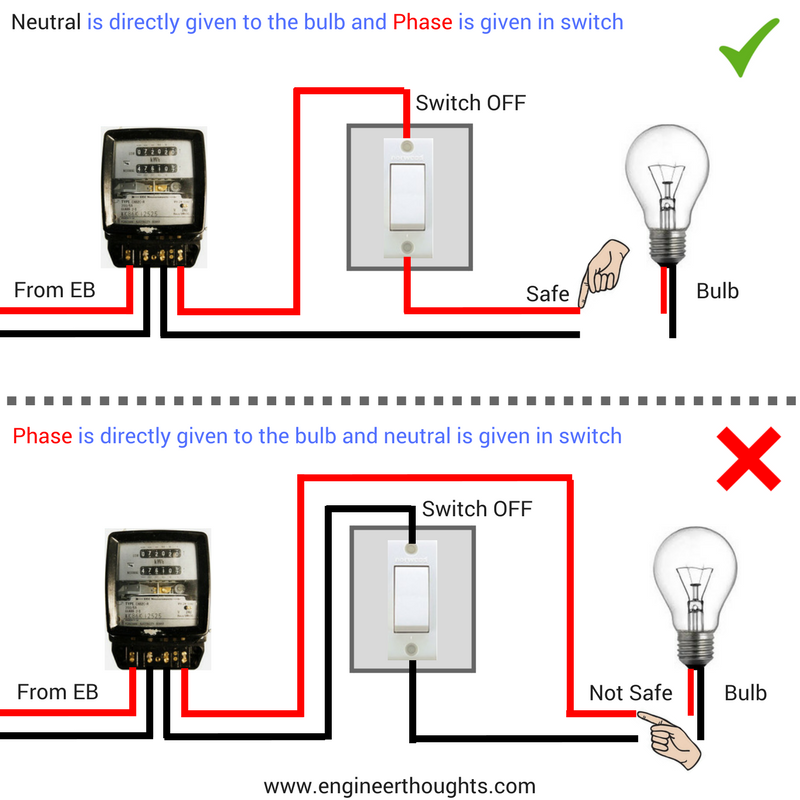 Neutral is directly given to the bulb and Phase is given in switch
Switch OFF
From EB
Safe
Bulb
Phase is directly given to the bulb and neutral is given in switch
Switch OFF
From EB
Not Safe
Bulb
www.engineerthoughts.com